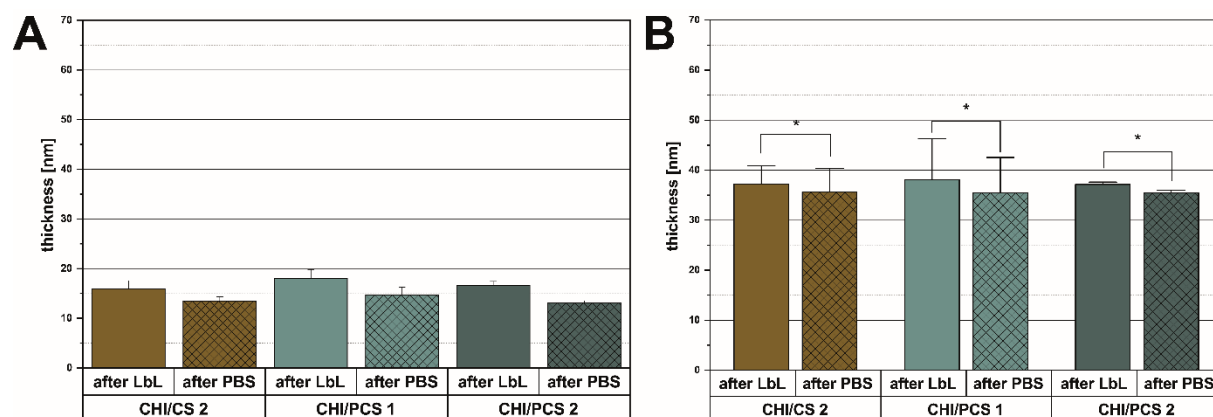 A
thickness [nm]
70
60
50
40
30
20
10
0
after LbL after PBS after LbL after PBS after LbL after PBS
CHI/CS 2 CHI/PCS 1 CHI/PCS 2
B
thickness [nm]
70
60
50
40
30
20
10
0
* * *
after LbL after PBS after LbL after PBS after LbL after PBS
CHI/CS 2 CHI/PCS 1 CHI/PCS 2